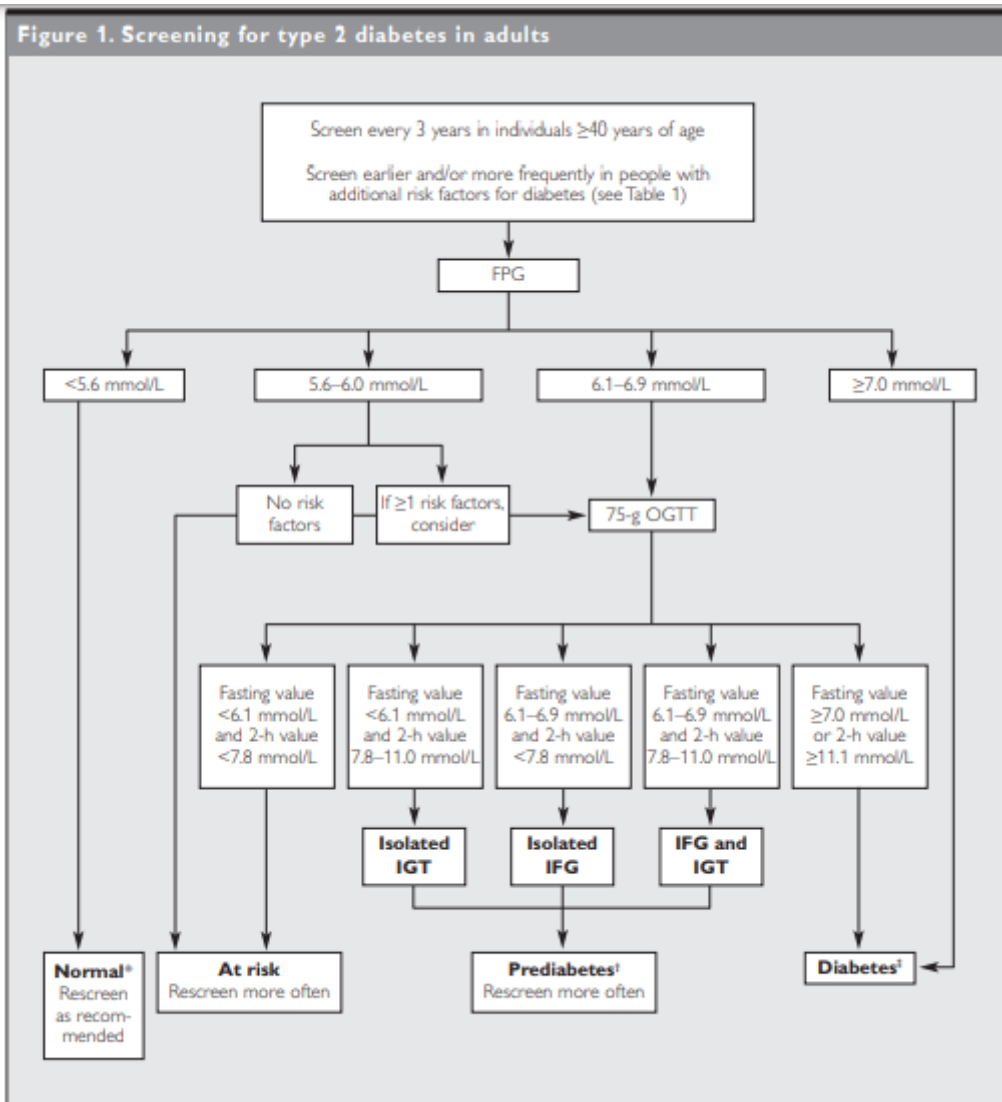 Figure 1. Screening for type 2 diabetes in adults
Screen every 3 years in individuals ≥40 years of age
Screen earlier and/or more frequently in people with
additional risk factors for diabetes (see Table 1)
FPG
<5.6 mmol/L
5.6–6.0 mmol/L
6.1–6.9 mmol/L
≥7.0 mmol/L
No risk
factors
If ≥1 risk factors,
consider
75-g OGTT
Fasting value
<6.1 mmol/L
and 2-h value
<7.8 mmol/L
Fasting value
<6.1 mmol/L
and 2-h value
7.8–11.0 mmol/L
Fasting value
6.1–6.9 mmol/L
and 2-h value
<7.8 mmol/L
Fasting value
6.1–6.9 mmol/L
and 2-h value
7.8–11.0 mmol/L
Fasting value
≥7.0 mmol/L
or 2-h value
≥11.1 mmol/L
Isolated
IGT
Isolated
IFG
IFG and
IGT
Normal*
Rescreen
as recom-
mended
At risk
Rescreen more often
Prediabetes†
Rescreen more often
Diabetes‡